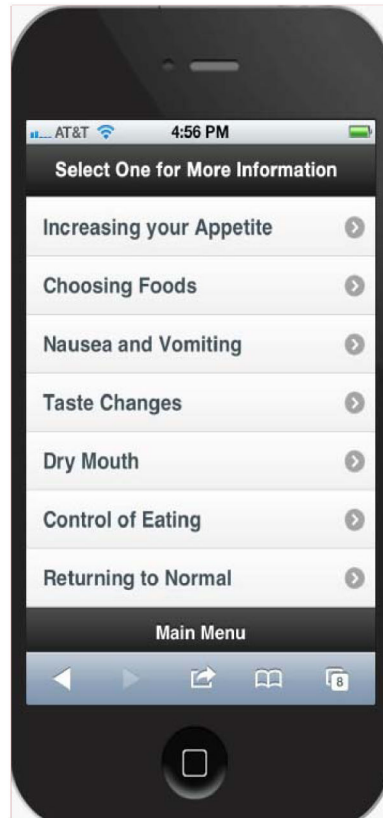 AT&T 4:56 PM
Select One for More Information
Increasing your Appetite
Choosing Foods
Nausea and Vomiting
Taste Changes
Dry Mouth
Control of Eating
Returning to Normal
Main Menu
8